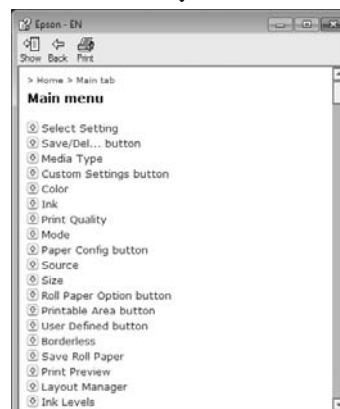 Epson - EN
Show Back Print
> Home > Main tab
Main menu
Select Setting
Save/Del... button
Media Type
Custom Settings button
Color
Ink
Print Quality
Mode
Paper Config button
Source
Size
Roll Paper Option button
Printable Area button
User Defined button
Borderless
Save Roll Paper
Print Preview
Layout Manager
Ink Levels